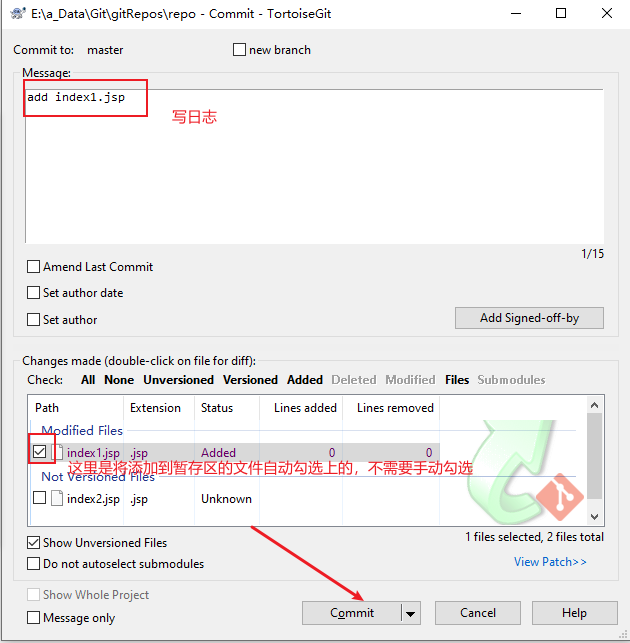 E:\a_Data\Git\gitRepos\repo - Commit - TortoiseGit
Commit to: master new branch
Message:
add index1.jsp
写日志
1/15
Amend Last Commit
Set author date
Set author
Add Signed-off-by
Changes made (double-click on file for diff):
Check: All None Unversioned Versioned Added Deleted Modified Files Submodules
Path Extension Status Lines added Lines removed
Modified Files
index1.jsp .jsp Added 0 0
这里是将添加到暂存区的文件自动勾选上的，不需要手动勾选
Not Versioned Files
index2.jsp .jsp Unknown
Show Unversioned Files
1 files selected, 2 files total
Do not autoselect submodules
View Patch>>
Show Whole Project
Message only
Commit Cancel Help